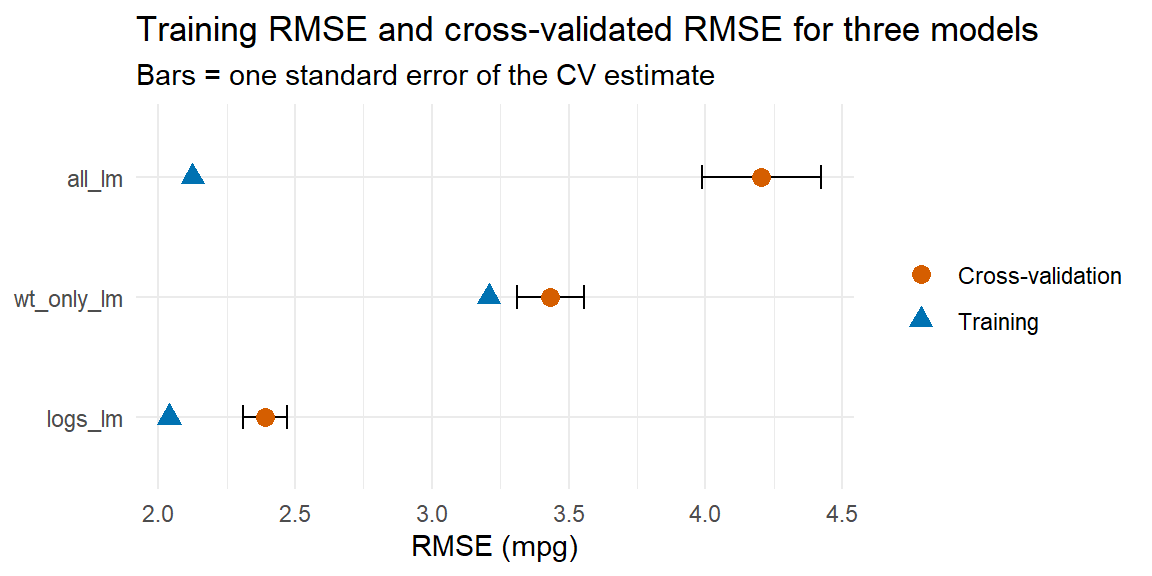 Training RMSE and cross-validated RMSE for three models
Bars = one standard error of the CV estimate
all_lm
wt_only_lm
logs_lm
2.0 2.5 3.0 3.5 4.0 4.5
RMSE (mpg)
Cross-validation
Training